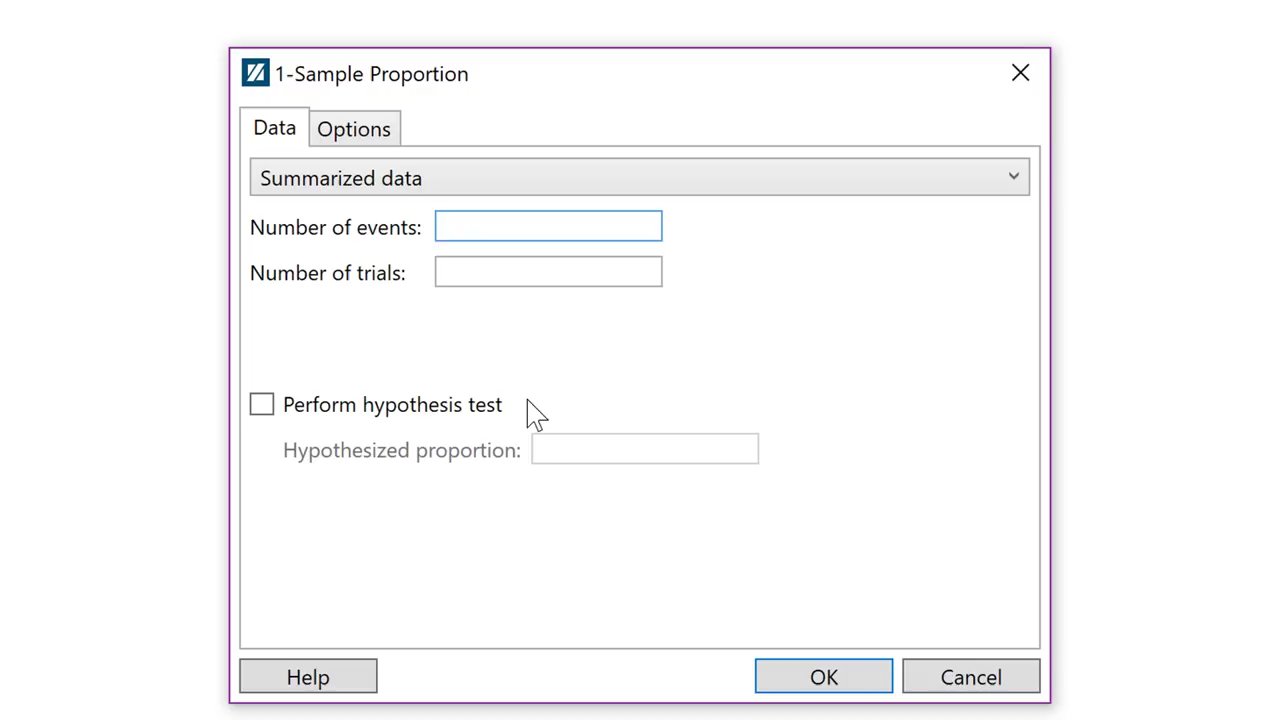 1-Sample Proportion
Data Options
Summarized data
Number of events:
Number of trials:
Perform hypothesis test
Hypothesized proportion:
Help OK Cancel